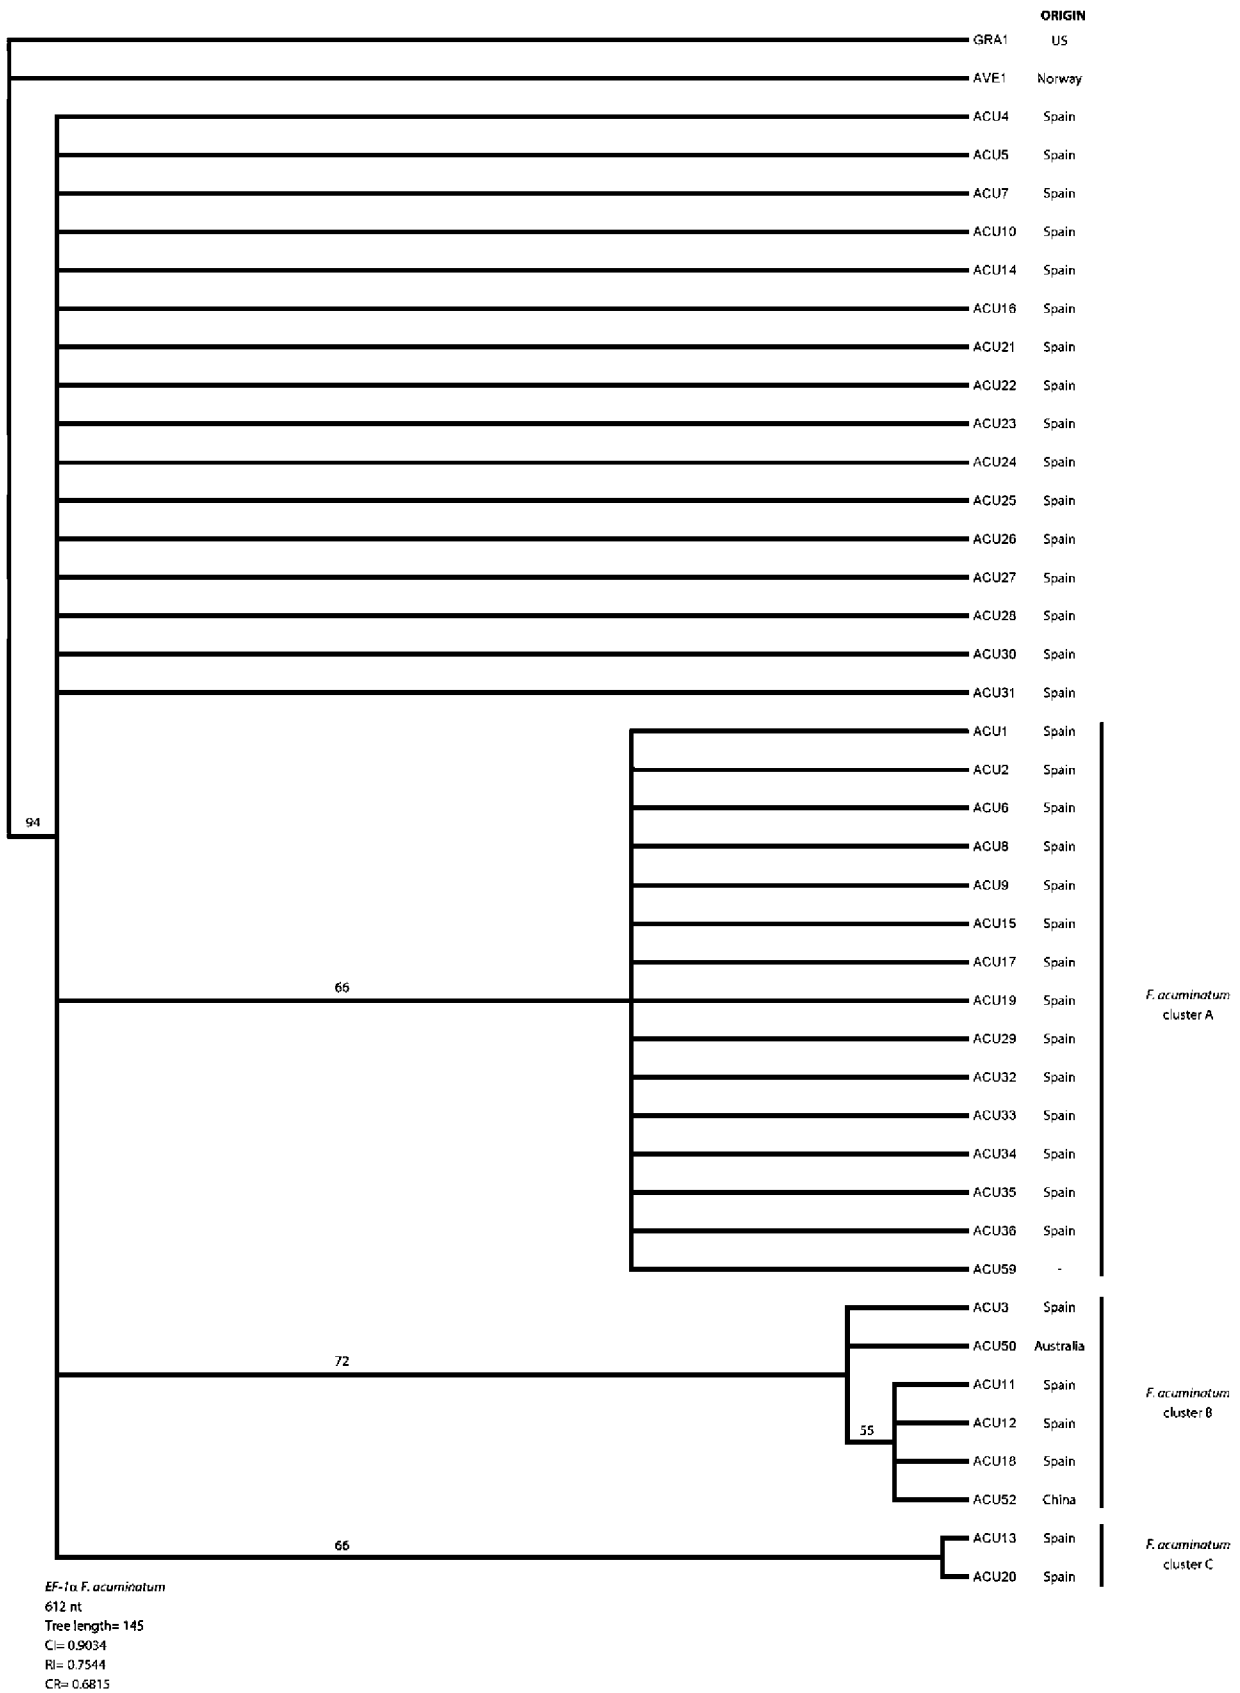 ORIGIN
GRA1 US
AVE1 Norway
ACU4 Spain
ACU5 Spain
ACU7 Spain
ACU10 Spain
ACU14 Spain
ACU16 Spain
ACU21 Spain
ACU22 Spain
ACU23 Spain
ACU24 Spain
ACU25 Spain
ACU26 Spain
ACU27 Spain
ACU28 Spain
ACU30 Spain
ACU31 Spain
ACU1 Spain
ACU2 Spain
ACU6 Spain
94
ACU8 Spain
ACU9 Spain
ACU15 Spain
ACU17 Spain
66
ACU19 Spain
F. acuminatum
cluster A
ACU29 Spain
ACU32 Spain
ACU33 Spain
ACU34 Spain
ACU35 Spain
ACU36 Spain
ACU59 -
ACU3 Spain
ACU50 Australia
72
ACU11 Spain
F. acuminatum
cluster B
ACU12 Spain
55
ACU18 Spain
ACU52 China
ACU13 Spain
66
F. acuminatum
cluster C
ACU20 Spain
EF-1α F. acuminatum
612 nt
Tree length= 145
CI= 0.9034
RI= 0.7544
CR= 0.6815